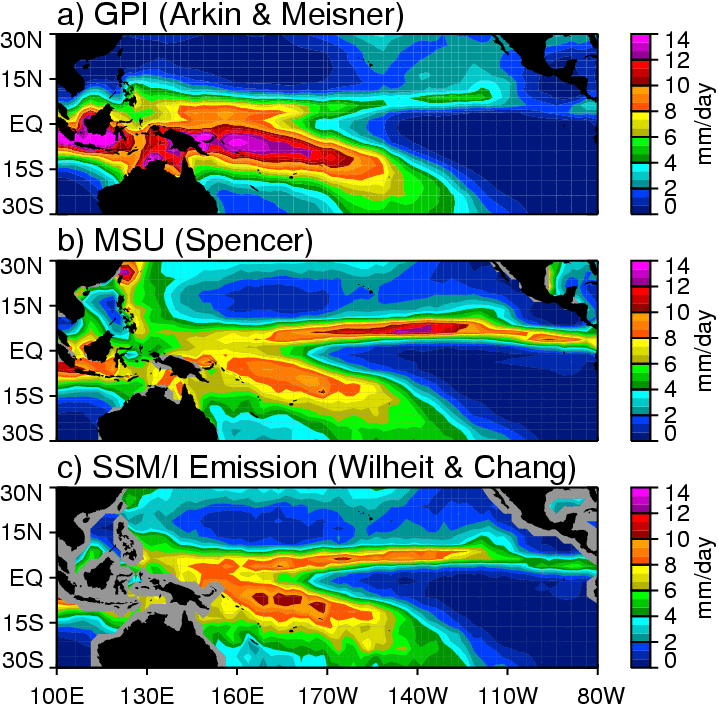 a) GPI (Arkin & Meisner)
30N
15N
EQ
15S
30S
14
12
10
8
6
4
2
0
mm/day
b) MSU (Spencer)
30N
15N
EQ
15S
30S
14
12
10
8
6
4
2
0
mm/day
c) SSM/I Emission (Wilheit & Chang)
30N
15N
EQ
15S
30S
14
12
10
8
6
4
2
0
mm/day
100E 130E 160E 170W 140W 110W 80W